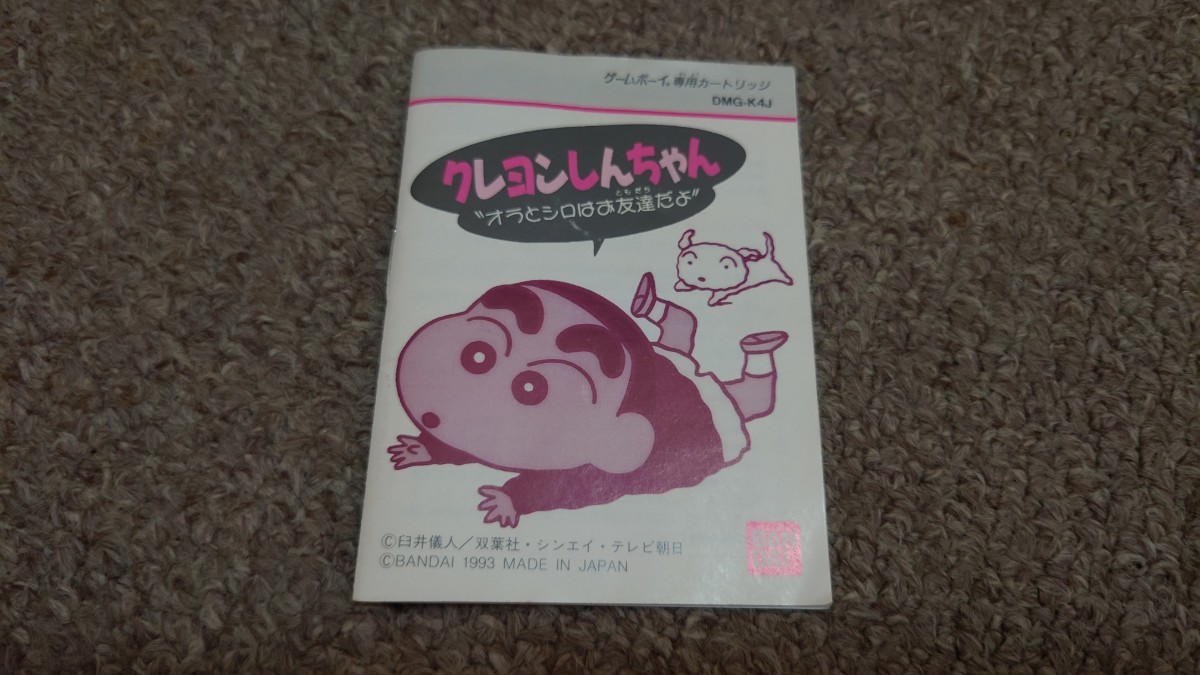 ゲームボーイ®専用カートリッジ
DMG-K4J
クレヨンしんちゃん
ともだち
"オラとシロはお友達だよ"
©臼井儀人／双葉社・シンエイ・テレビ朝日
©BANDAI 1993 MADE IN JAPAN